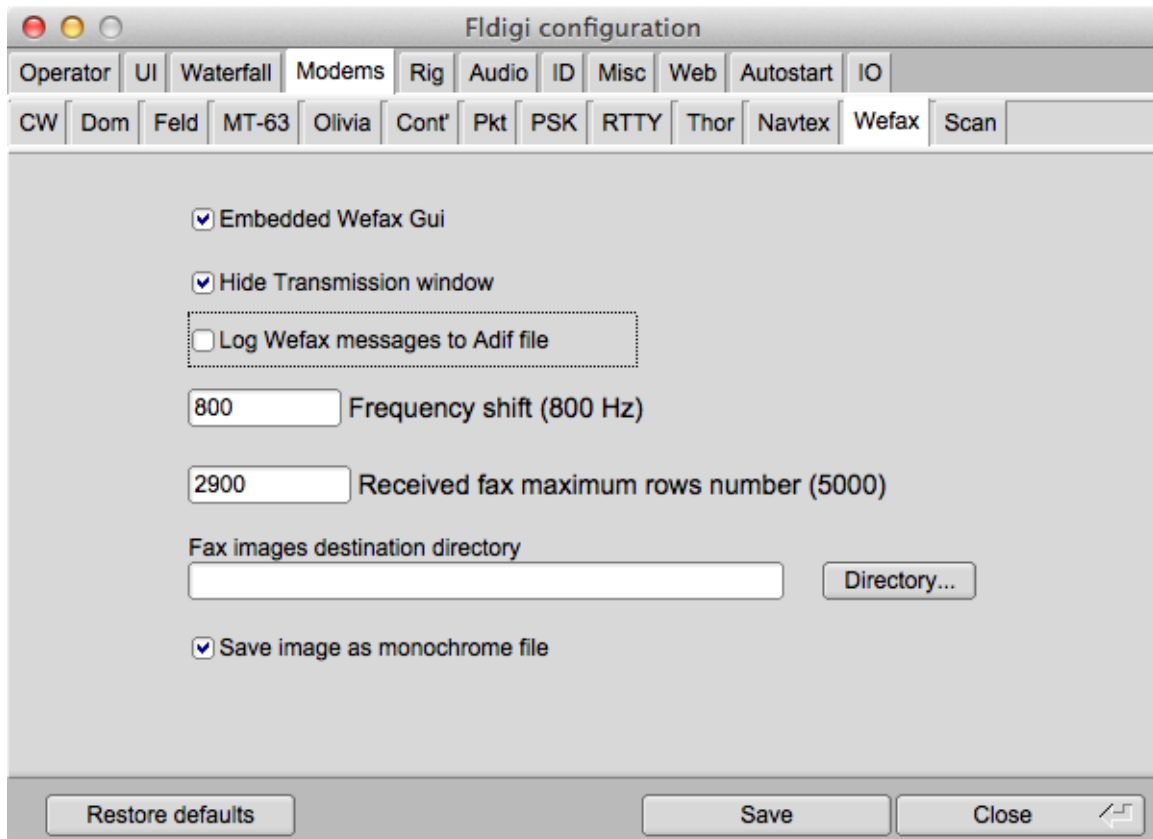 Fldigi configuration
Operator UI Waterfall Modems Rig Audio ID Misc Web Autostart IO
CW Dom Feld MT-63 Olivia Cont' Pkt PSK RTTY Thor Navtex Wefax Scan
Embedded Wefax Gui
Hide Transmission window
Log Wefax messages to Adif file
800 Frequency shift (800 Hz)
2900 Received fax maximum rows number (5000)
Fax images destination directory
Directory...
Save image as monochrome file
Restore defaults Save Close